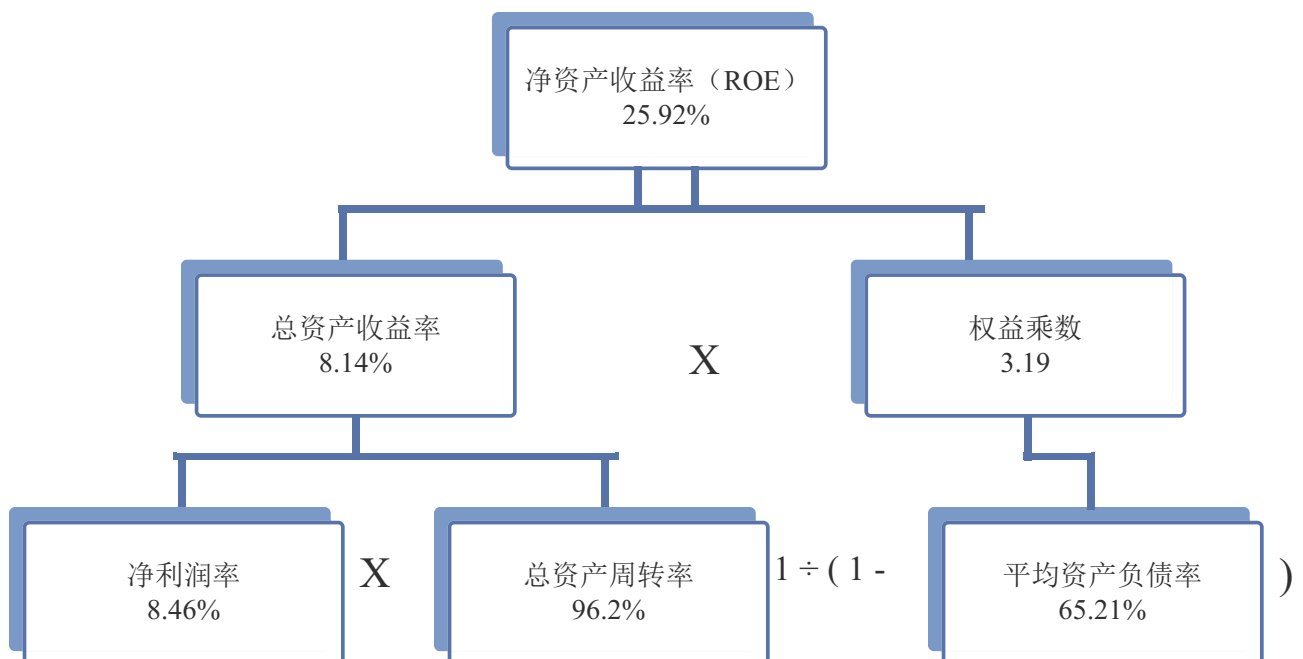 净资产收益率（ROE）
25.92%
总资产收益率
8.14%
X
权益乘数
3.19
净利润率
8.46%
X
总资产周转率
96.2%
1 ÷ ( 1 -
平均资产负债率
65.21%
)